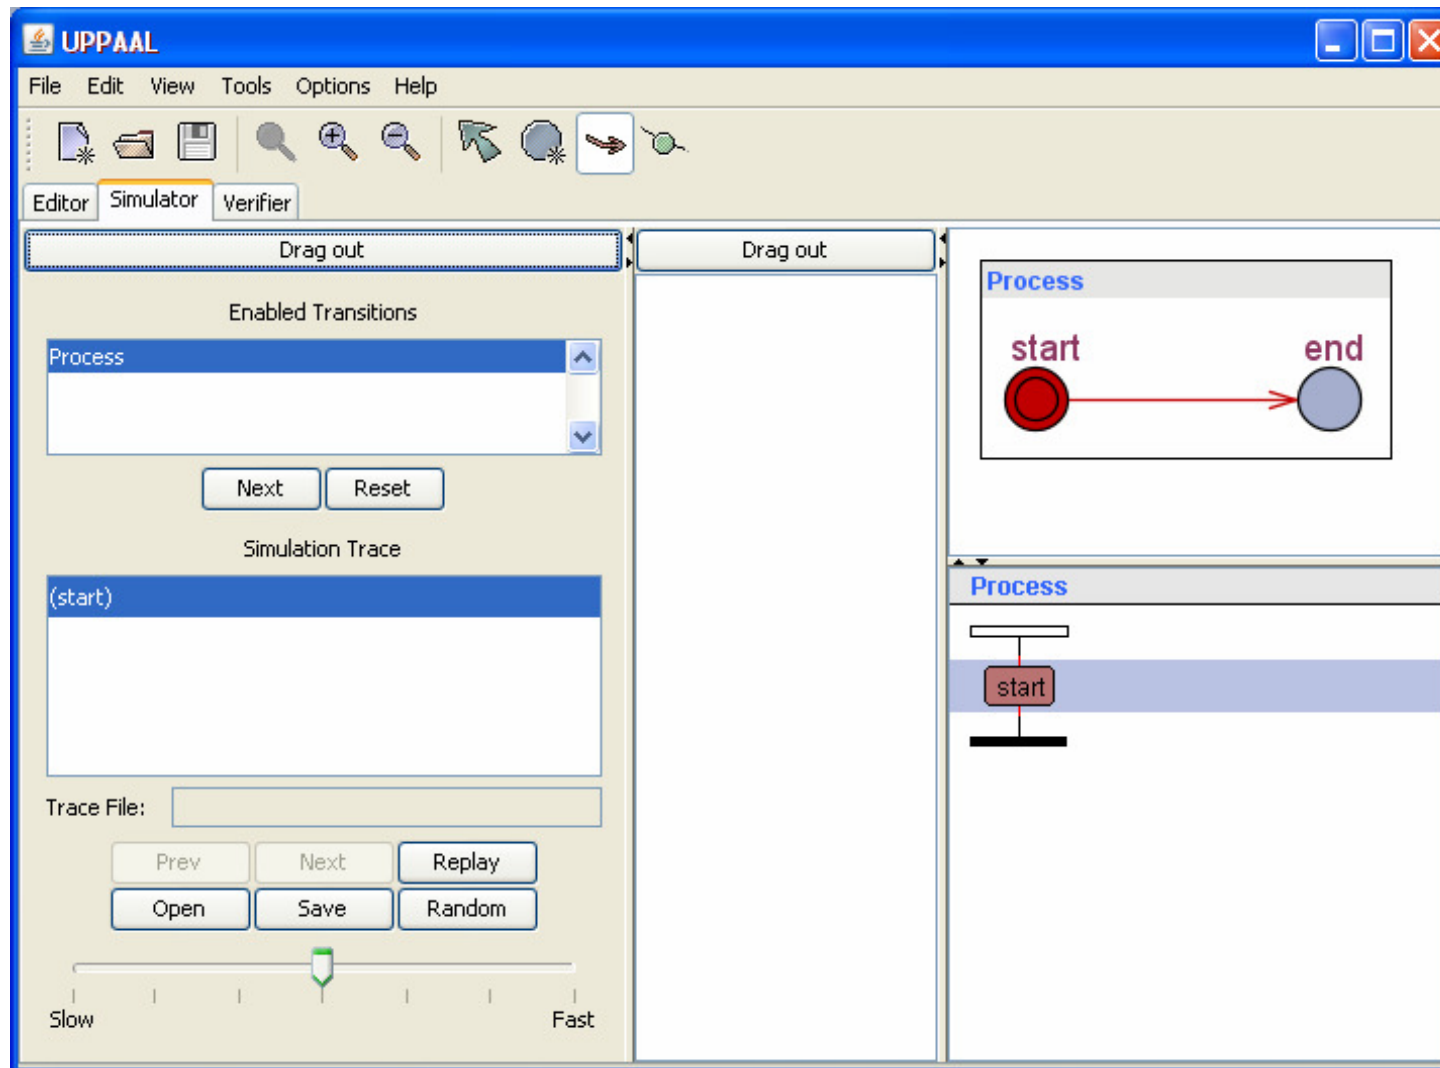 UPPAAL
File Edit View Tools Options Help
Editor Simulator Verifier
Drag out
Enabled Transitions
Process
Next Reset
Simulation Trace
(start)
Trace File:
Prev Next Replay
Open Save Random
Slow Fast
Drag out
Process
start end
Process
start